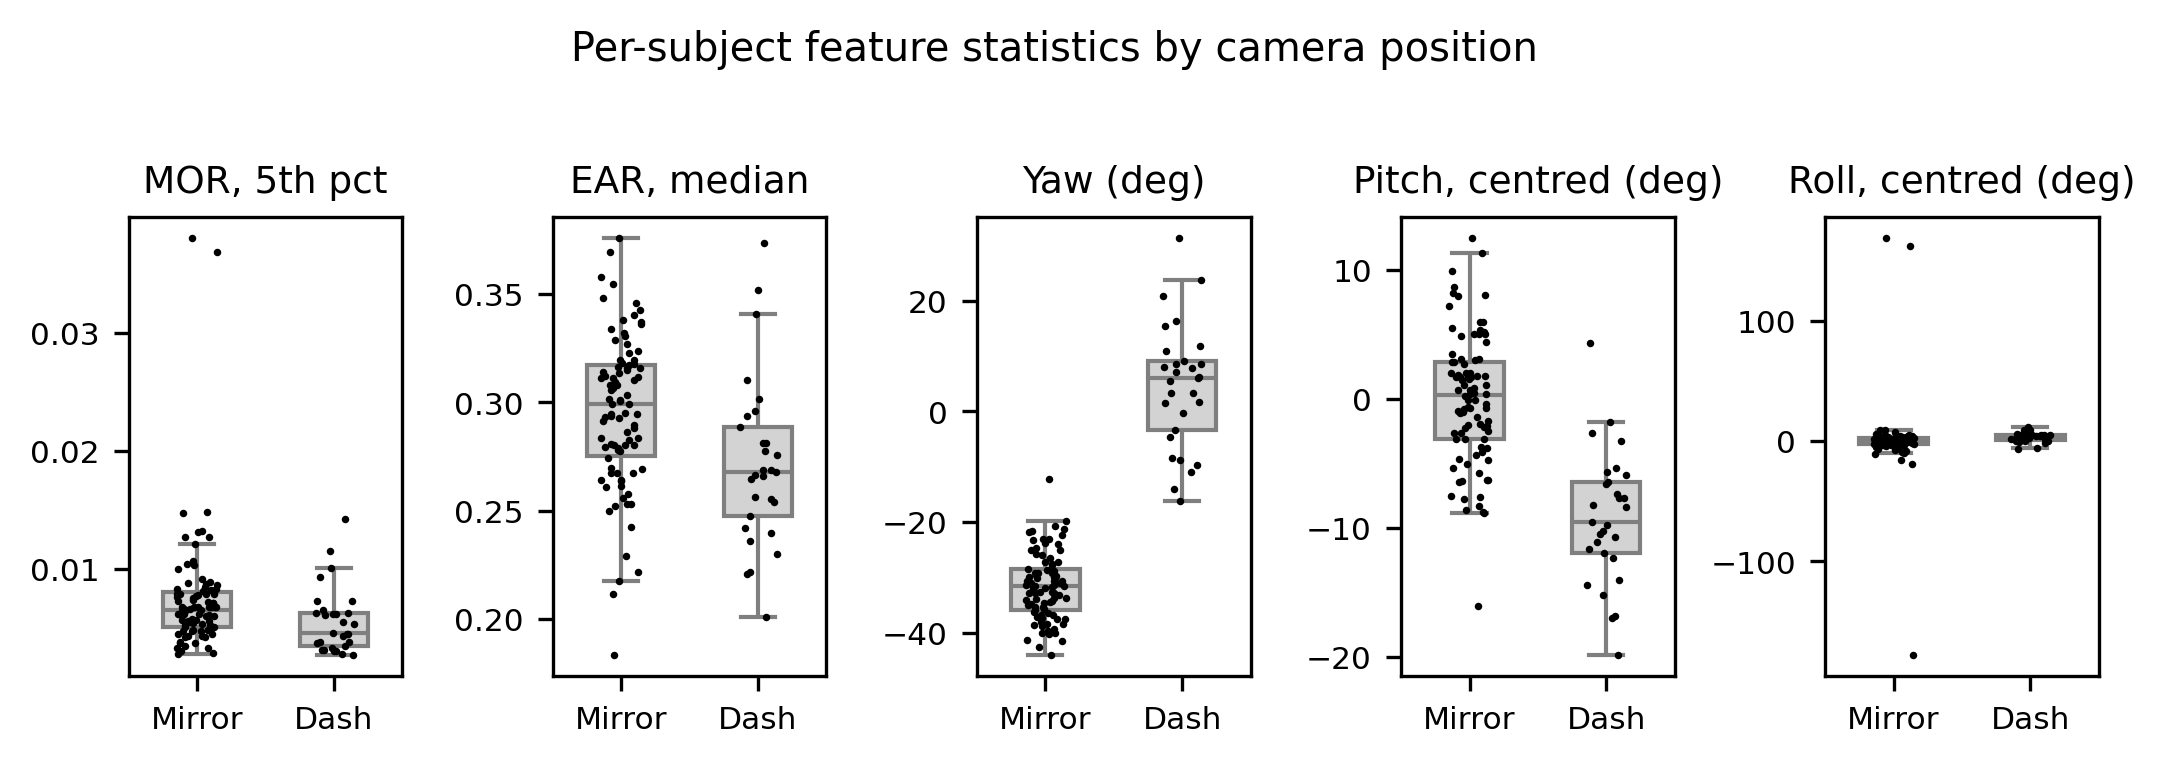 Per-subject feature statistics by camera position
MOR, 5th pct
EAR, median
Yaw (deg)
Pitch, centred (deg)
Roll, centred (deg)
0.03
0.02
0.01
Mirror
Dash
0.35
0.30
0.25
0.20
Mirror
Dash
20
0
−20
−40
Mirror
Dash
10
0
−10
−20
Mirror
Dash
100
0
−100
Mirror
Dash